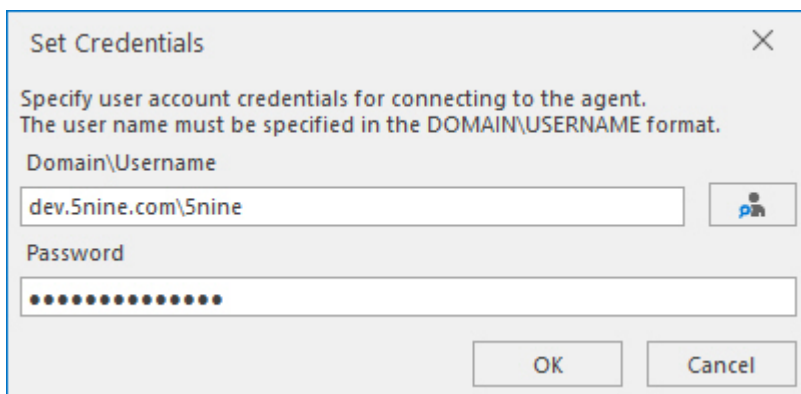 Set Credentials
Specify user account credentials for connecting to the agent.
The user name must be specified in the DOMAIN\USERNAME format.
Domain\Username
dev.5nine.com\5nine
Password
●●●●●●●●●●●●●●
OK
Cancel